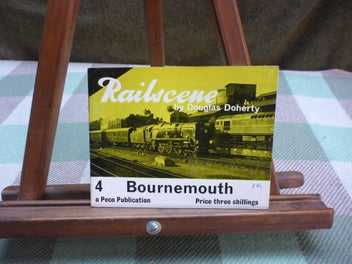 Railscene
by Douglas Doherty
4 Bournemouth
a Peco Publication Price three shillings